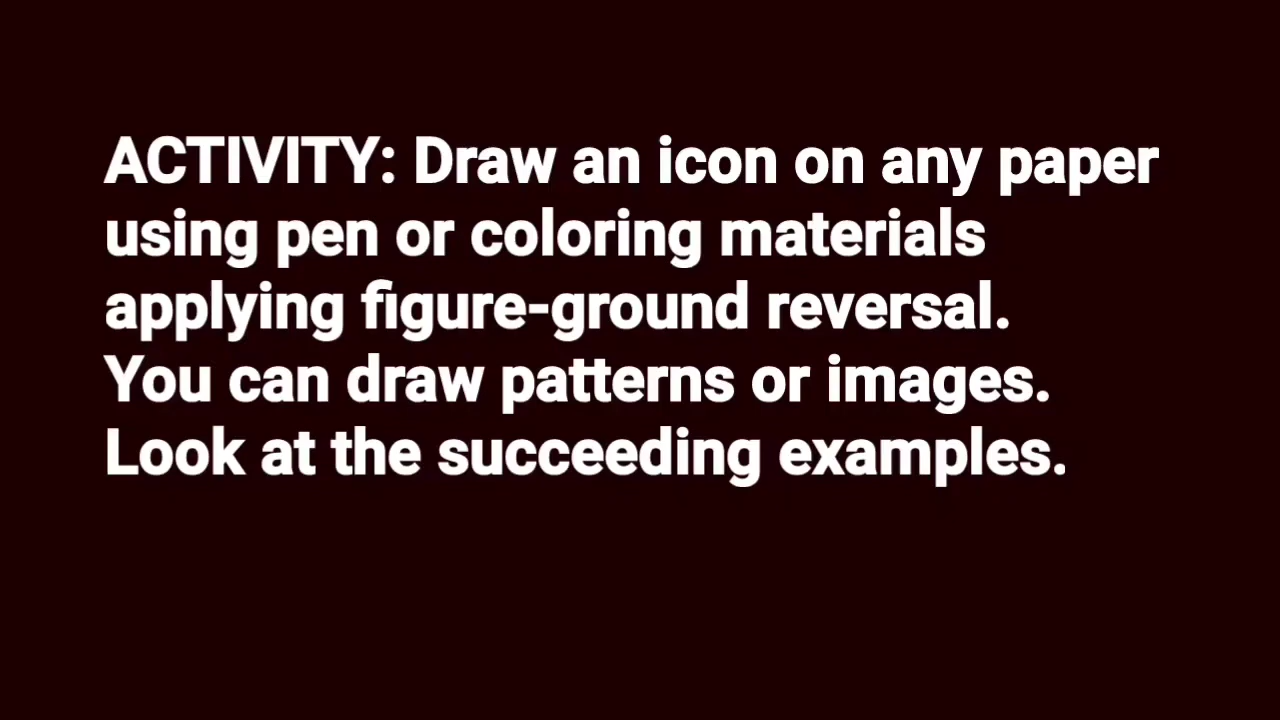 ACTIVITY: Draw an icon on any paper
using pen or coloring materials
applying figure-ground reversal.
You can draw patterns or images.
Look at the succeeding examples.